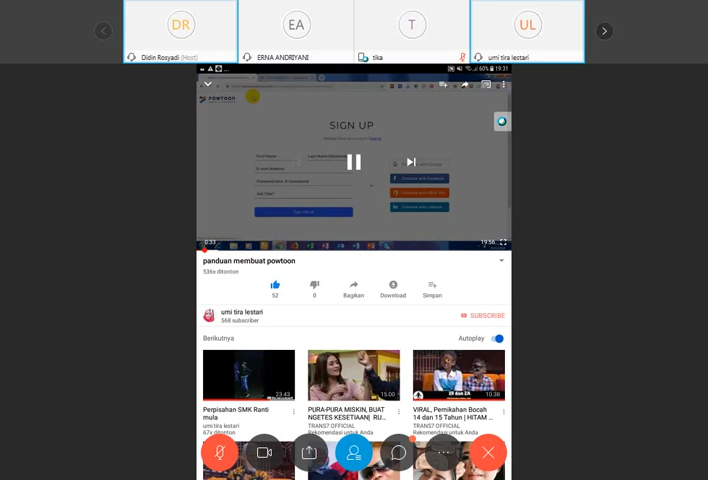 DR
EA
T
UL
Didin Rosyadi (Host)
ERNA ANDRIYANI
tika
umi tira lestari
60% 19:31
POWTOON
SIGN UP
0:33
19:56
panduan membuat powtoon
536x ditonton
52
0
Bagikan
Download
Simpan
umi tira lestari
568 subscriber
SUBSCRIBE
Berikutnya
Autoplay
23.43
15:00
10.38
Perpisahan SMK Ranti
mula
umi tira lestari
67x ditonton
PURA-PURA MISKIN, BUAT
NGETES KESETIAAN| RU...
TRANS7 OFFICIAL
Rekomendasi untuk Anda
VIRAL, Pernikahan Bocah
14 dan 15 Tahun | HITAM ...
TRANS7 OFFICIAL
Rekomendasi untuk Anda